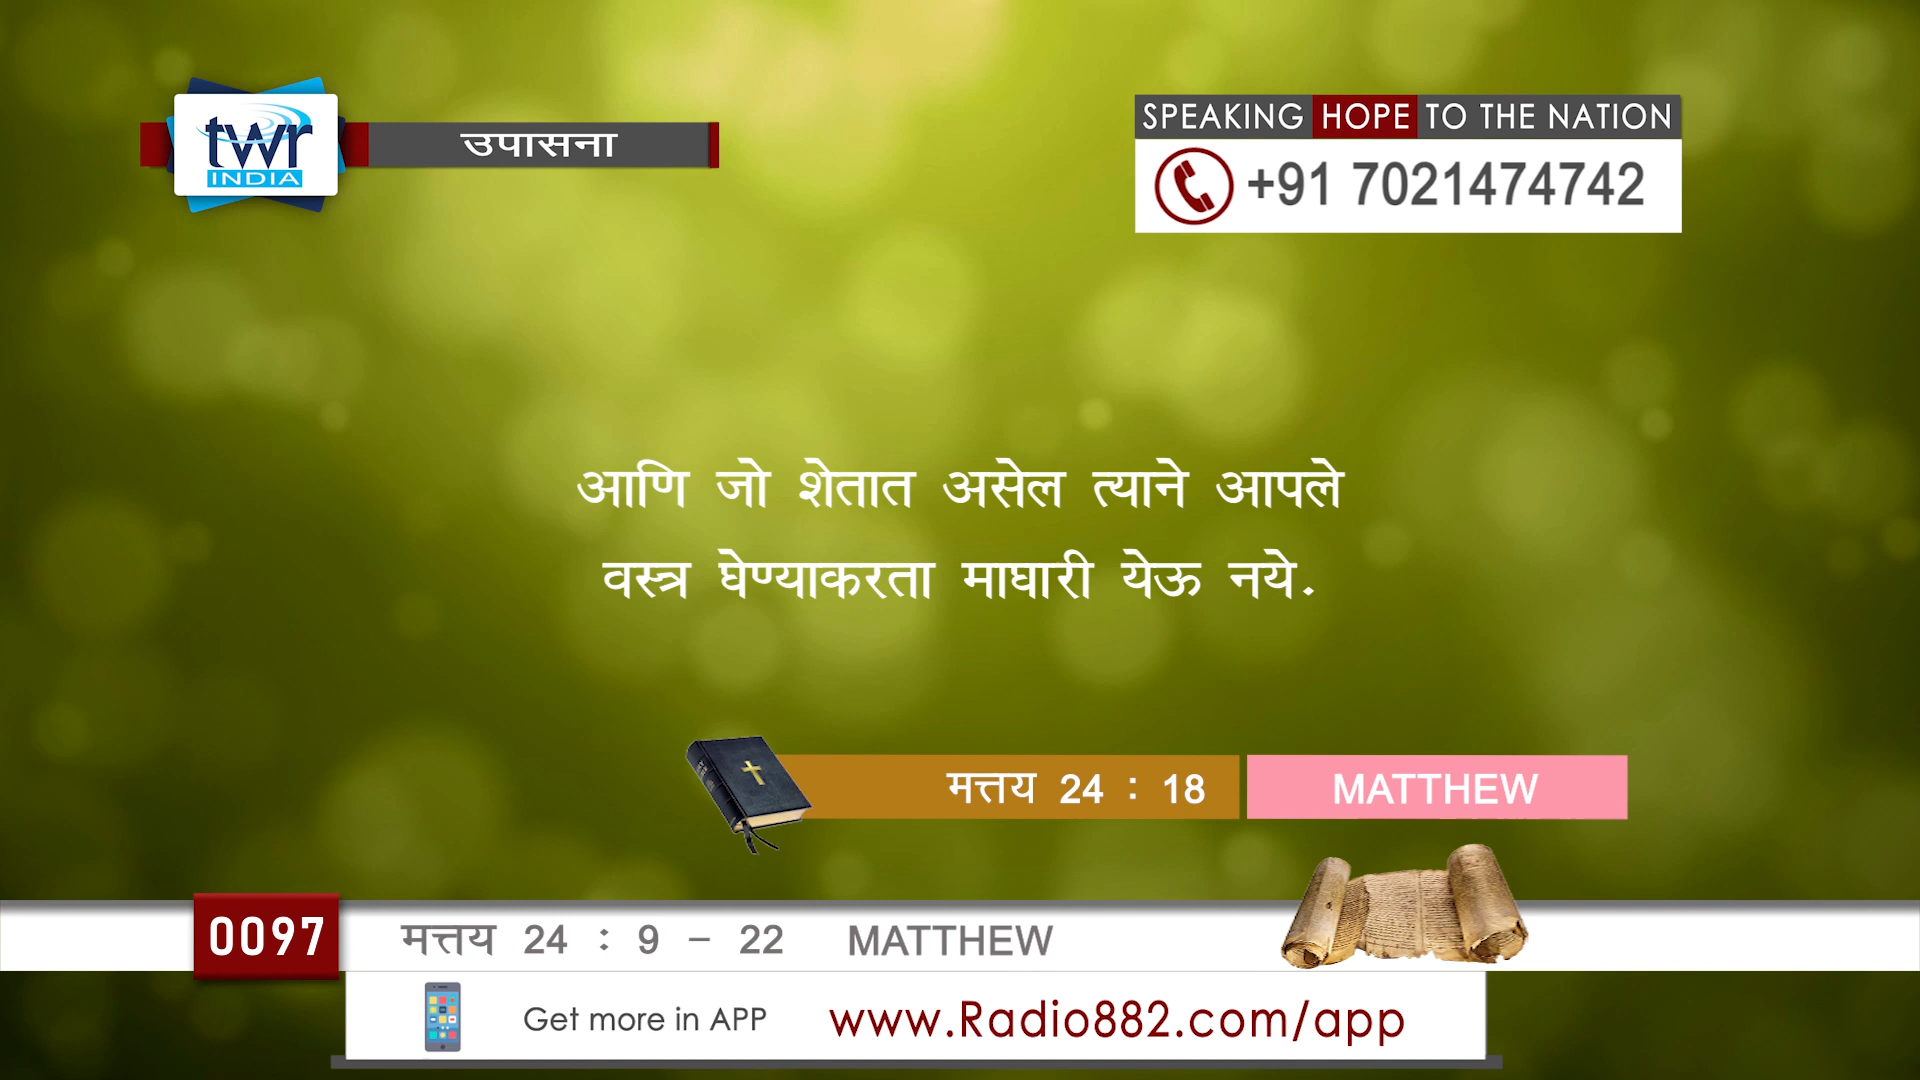 twr
INDIA
उपासना
SPEAKING HOPE TO THE NATION
+91 7021474742
आणि जो शेतात असेल त्याने आपले
वस्त्र घेण्याकरता माघारी येऊ नये.
मत्तय 24 : 18
MATTHEW
0097
मत्तय 24 : 9 - 22 MATTHEW
Get more in APP
www.Radio882.com/app